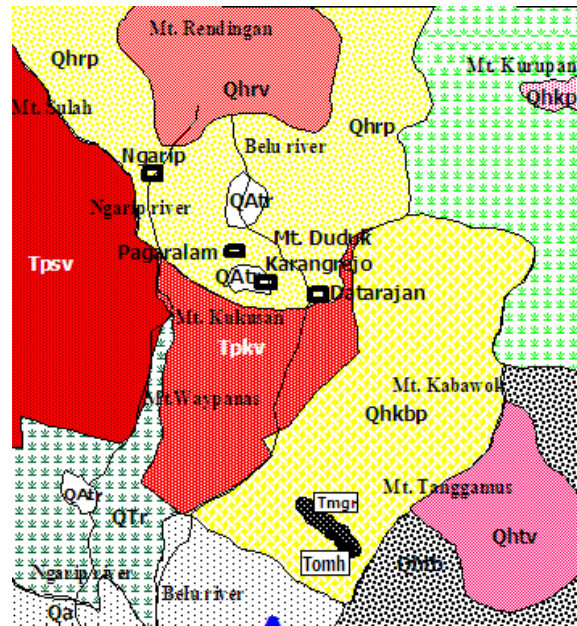 Mt. Rendingan
Qhrp
Mt. Kurupan
Qhrv
Qhkp
Mt. Sulah
Qhrp
Belu river
Ngarip
QAtr
Ngarip river
Mt. Duduk
Pagaralam
Karangrejo
Tpsv
QAtr
Datarajan
Mt. Kukusan
Tpkv
Mt. Kabawok
Mt.Waypanas
Qhkbp
Mt. Tanggamus
QAtr
Tmgr
QTr
Qhtv
Tomh
Ngarip river
Belu river
Qa